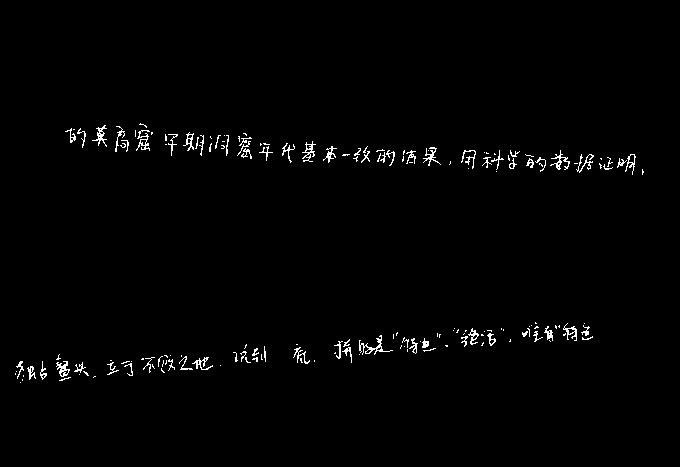 的莫高窟早期洞窟年代基本一致的结果,用科学的数据证明,
独占鳌头、立于不败之地,说到底,拼的是“特色”、“绝活”,唯有“特色